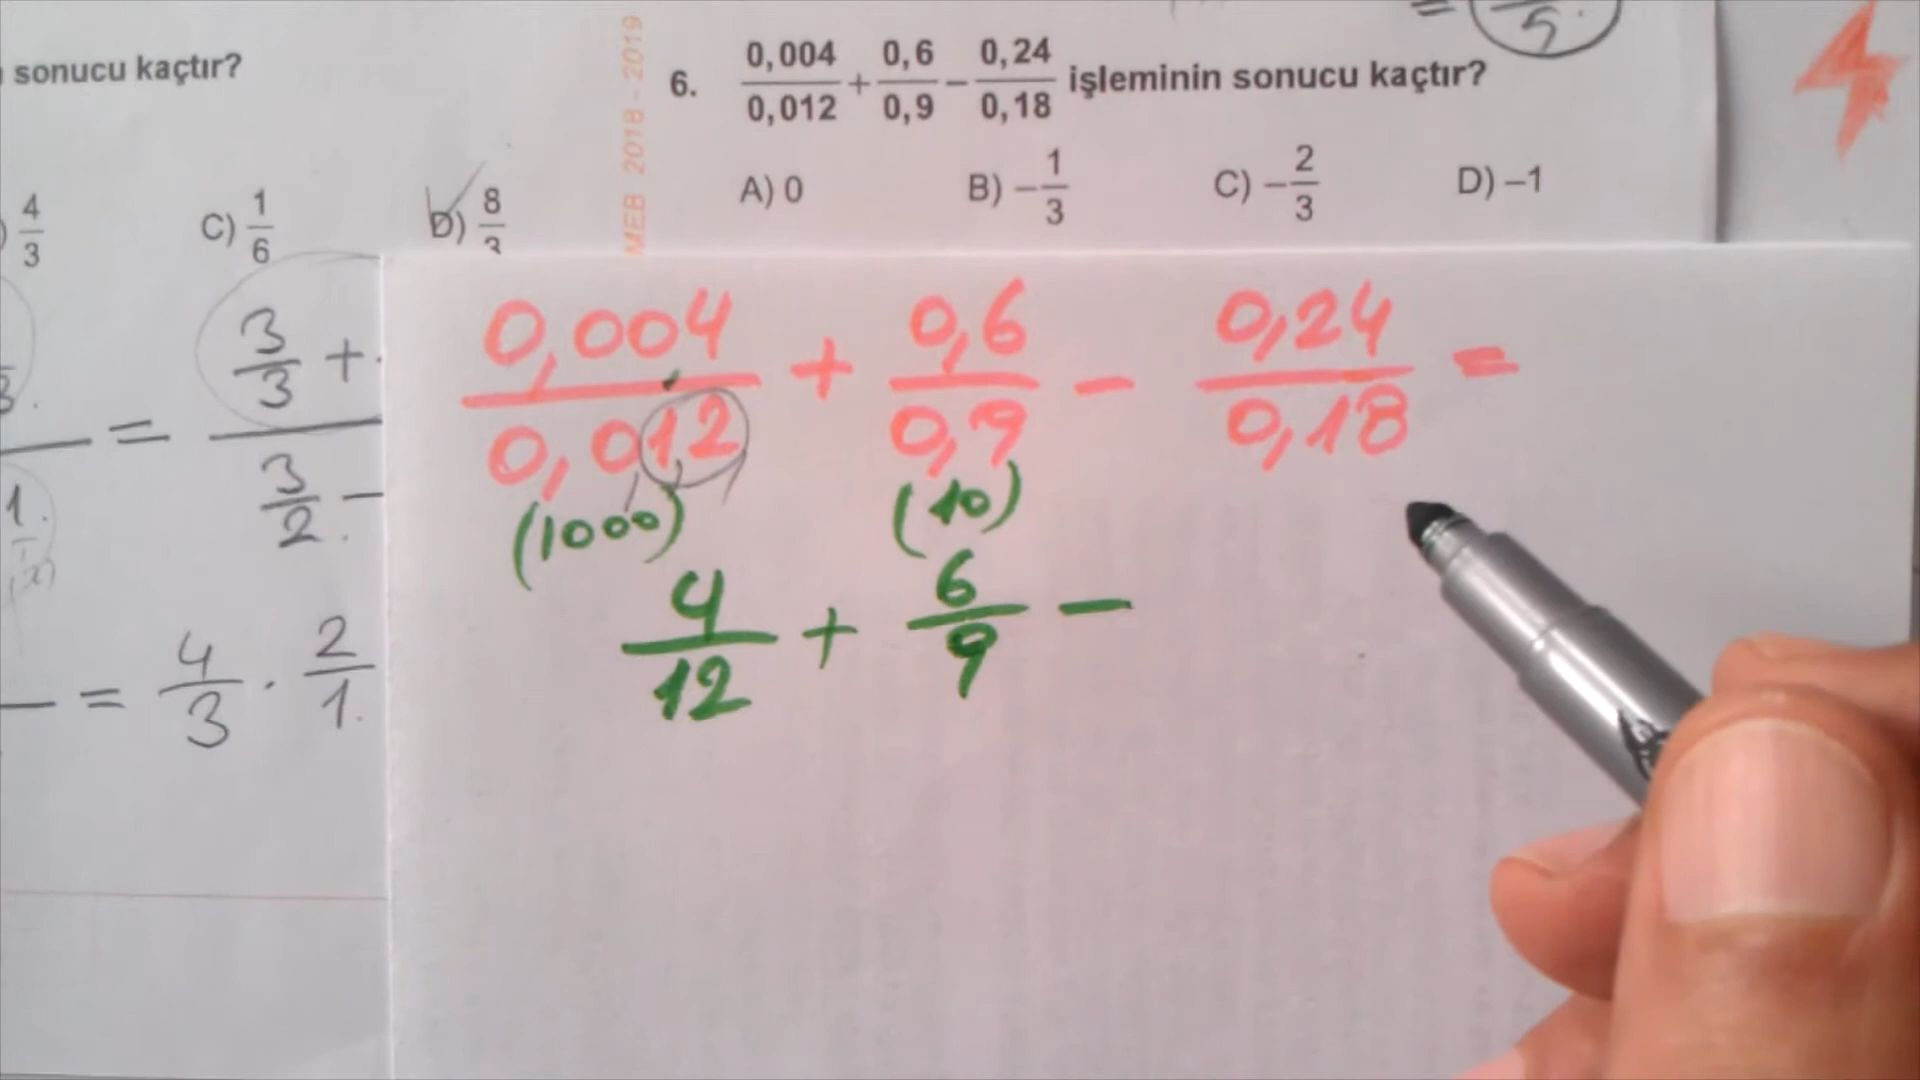 sonucu kaçtır?
4/3 C) 1/6 D) 8/3
3/3 +
= 3/2 −
1.
= 4/3 . 2/1.
MEB 2018 - 2019
= 5.
6. 0,004/0,012 + 0,6/0,9 − 0,24/0,18 işleminin sonucu kaçtır?
A) 0 B) −1/3 C) −2/3 D) −1
0,004/0,012 + 0,6/0,9 − 0,24/0,18 =
(1000) (10)
4/12 + 6/9 −